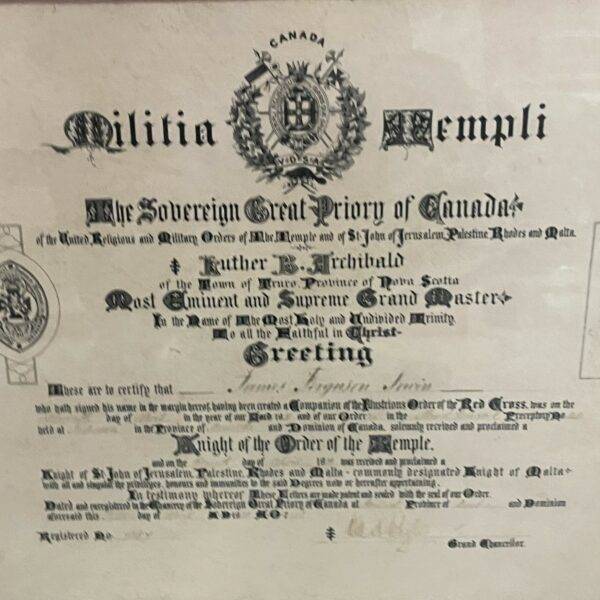 CANADA
Militia Templi
V·D·S·A
The Sovereign Great Priory of Canada
of the United Religious and Military Orders of The Temple and of St John of Jerusalem, Palestine Rhodes and Malta.
Luther B. Archibald
of the Town of Truro Province of Nova Scotia
Most Eminent and Supreme Grand Master
In the Name of The Most Holy and Undivided Trinity.
To all the Faithful in Christ-
Greeting
These are to certify that James Ferguson Irwin
who hath signed his name in the margin hereof, having been created a Companion of the Illustrious Order of the Red Cross, was on the
day of in the year of our Lord and of our Order in the Preceptory No
held at in the Province of and Dominion of Canada, solemnly received and proclaimed a
Knight of the Order of the Temple.
and on the day of was received and proclaimed a
Knight of St John of Jerusalem, Palestine, Rhodes and Malta - commonly designated Knight of Malta
with all and singular the privileges, honours and immunities to the said Degrees now or hereafter appertaining.
In testimony whereof These Letters are made patent and sealed with the seal of our Order.
Dated and enregistered in the Chancery of the Sovereign Great Priory of Canada at Province of and Dominion
aforesaid this day of A O:
Registered No
Grand Chancellor.